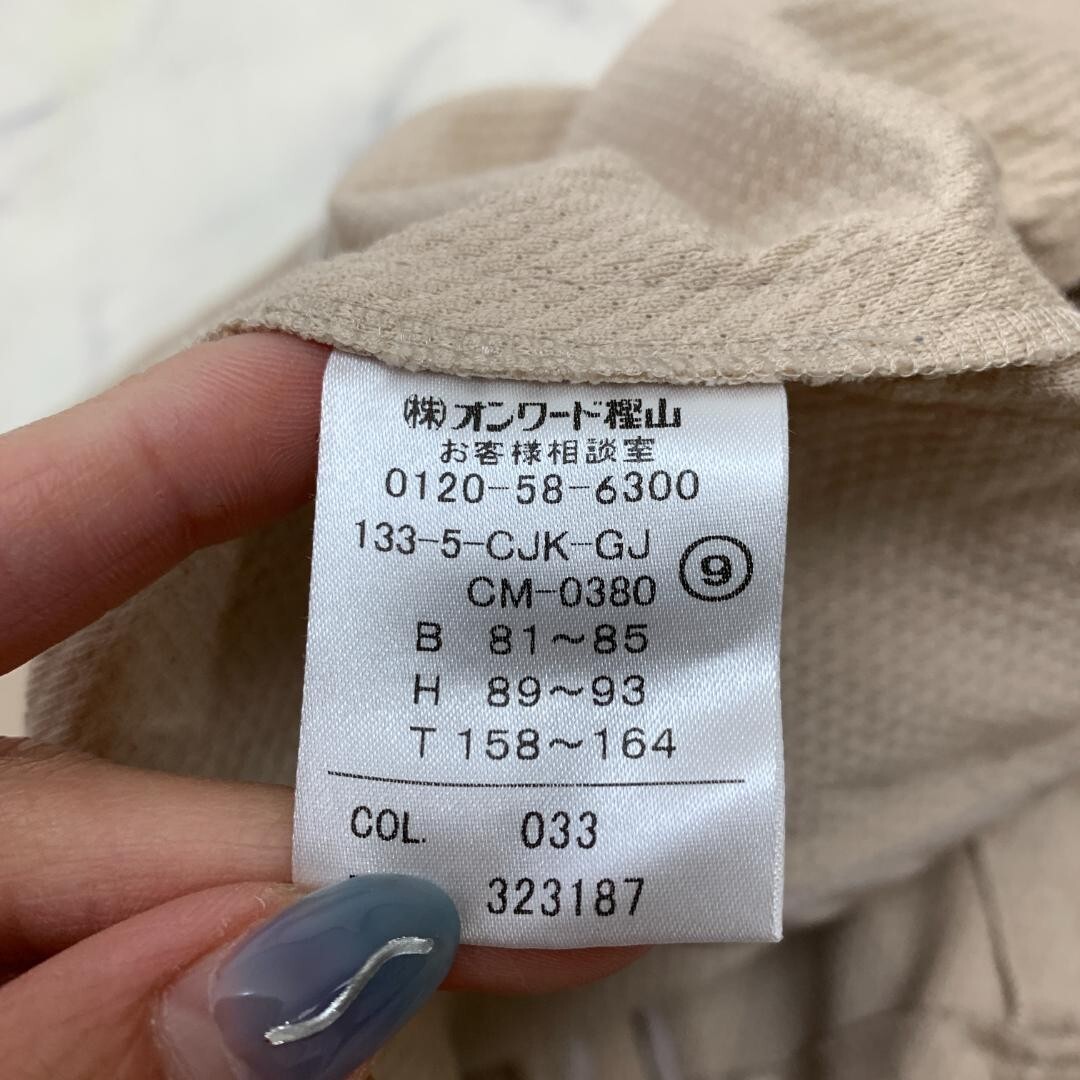 ㈱オンワード樫山
お客様相談室
0120-58-6300
133-5-CJK-GJ
CM-0380
⑨
B 81~85
H 89~93
T 158~164
COL. 033
323187